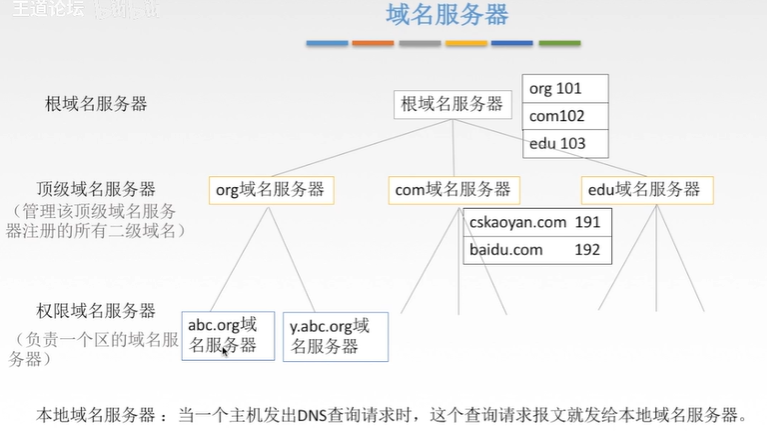 王道论坛
域名服务器
根域名服务器
根域名服务器
org 101
com102
edu 103
顶级域名服务器
（管理该顶级域名服务
器注册的所有二级域名）
org域名服务器
com域名服务器
edu域名服务器
cskaoyan.com 191
baidu.com 192
权限域名服务器
（负责一个区的域名服
务器）
abc.org域
名服务器
y.abc.org域
名服务器
本地域名服务器：当一个主机发出DNS查询请求时，这个查询请求报文就发给本地域名服务器。